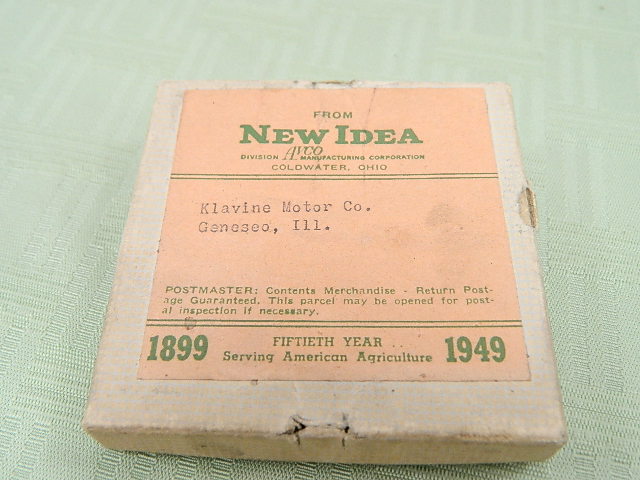 FROM
NEW IDEA
DIVISION AVCO MANUFACTURING CORPORATION
COLDWATER, OHIO
Klavine Motor Co.
Geneseo, Ill.
POSTMASTER: Contents Merchandise - Return Post-
age Guaranteed. This parcel may be opened for post-
al inspection if necessary.
1899 FIFTIETH YEAR .. 1949
Serving American Agriculture